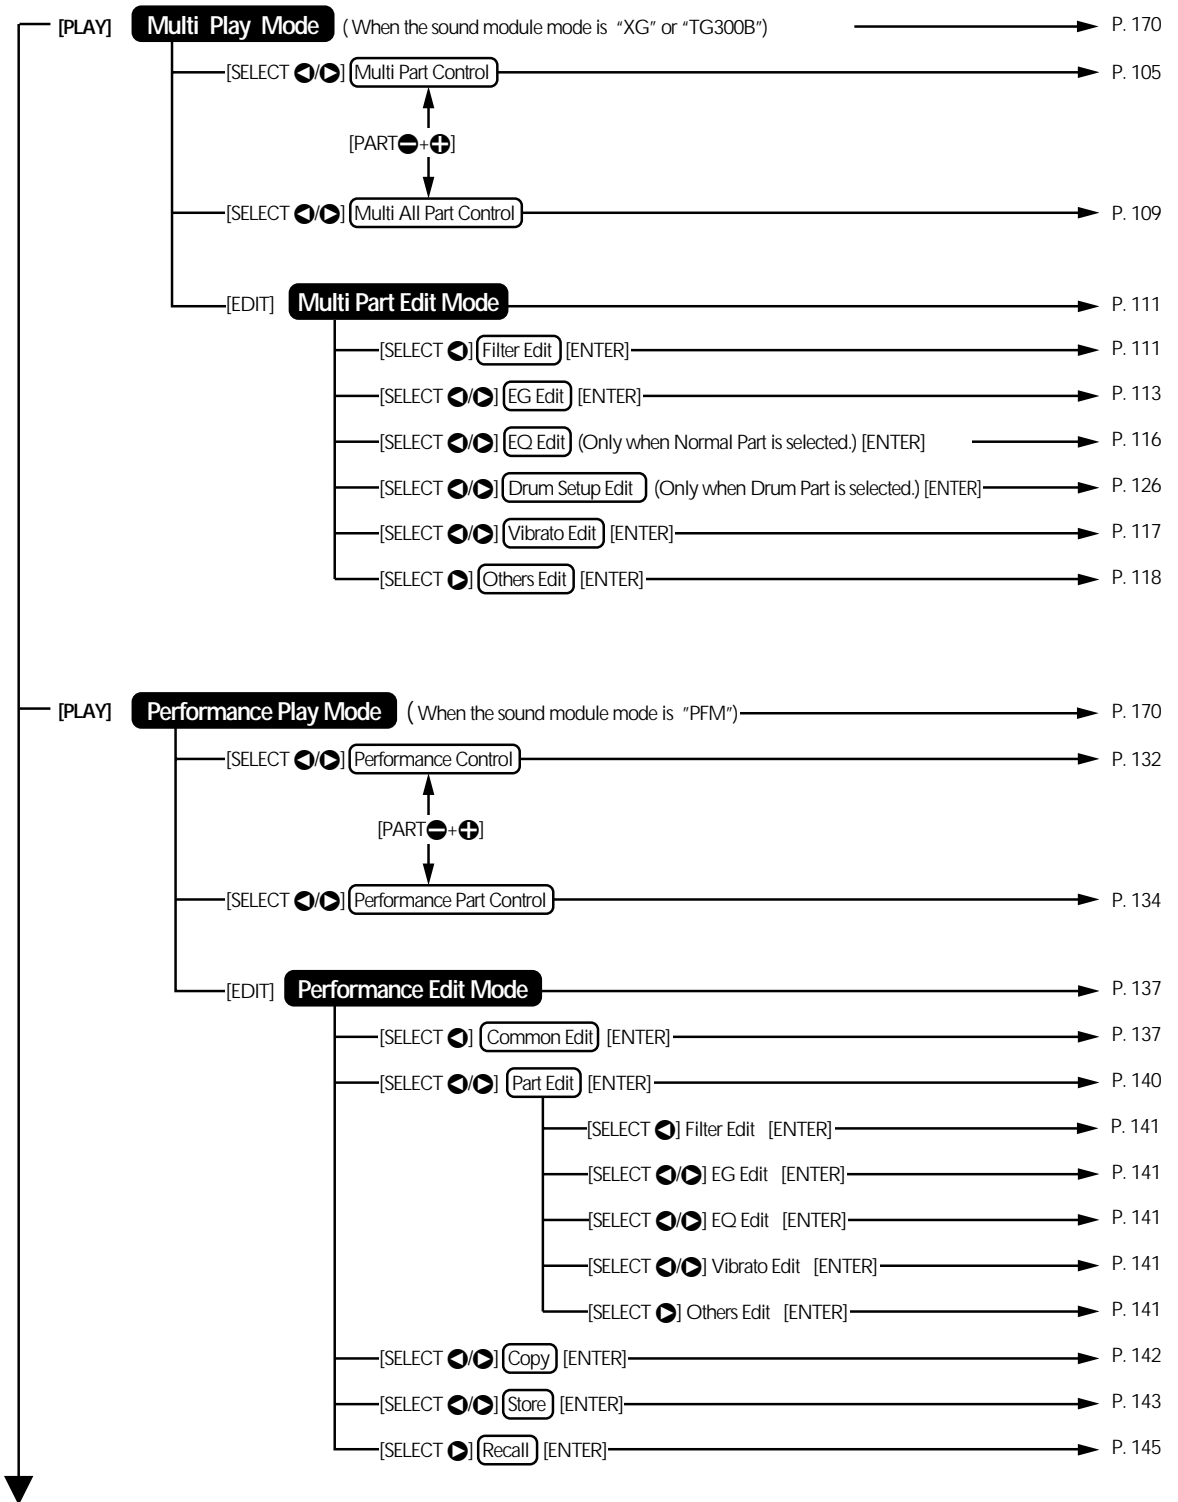 [PLAY] Multi Play Mode ( When the sound module mode is "XG" or "TG300B") P. 170
[SELECT ◀/▶] Multi Part Control P. 105
[PART−+＋]
[SELECT ◀/▶] Multi All Part Control P. 109
[EDIT] Multi Part Edit Mode P. 111
[SELECT ◀] Filter Edit [ENTER] P. 111
[SELECT ◀/▶] EG Edit [ENTER] P. 113
[SELECT ◀/▶] EQ Edit (Only when Normal Part is selected.) [ENTER] P. 116
[SELECT ◀/▶] Drum Setup Edit (Only when Drum Part is selected.) [ENTER] P. 126
[SELECT ◀/▶] Vibrato Edit [ENTER] P. 117
[SELECT ▶] Others Edit [ENTER] P. 118
[PLAY] Performance Play Mode ( When the sound module mode is "PFM") P. 170
[SELECT ◀/▶] Performance Control P. 132
[PART−+＋]
[SELECT ◀/▶] Performance Part Control P. 134
[EDIT] Performance Edit Mode P. 137
[SELECT ◀] Common Edit [ENTER] P. 137
[SELECT ◀/▶] Part Edit [ENTER] P. 140
[SELECT ◀] Filter Edit [ENTER] P. 141
[SELECT ◀/▶] EG Edit [ENTER] P. 141
[SELECT ◀/▶] EQ Edit [ENTER] P. 141
[SELECT ◀/▶] Vibrato Edit [ENTER] P. 141
[SELECT ▶] Others Edit [ENTER] P. 141
[SELECT ◀/▶] Copy [ENTER] P. 142
[SELECT ◀/▶] Store [ENTER] P. 143
[SELECT ▶] Recall [ENTER] P. 145